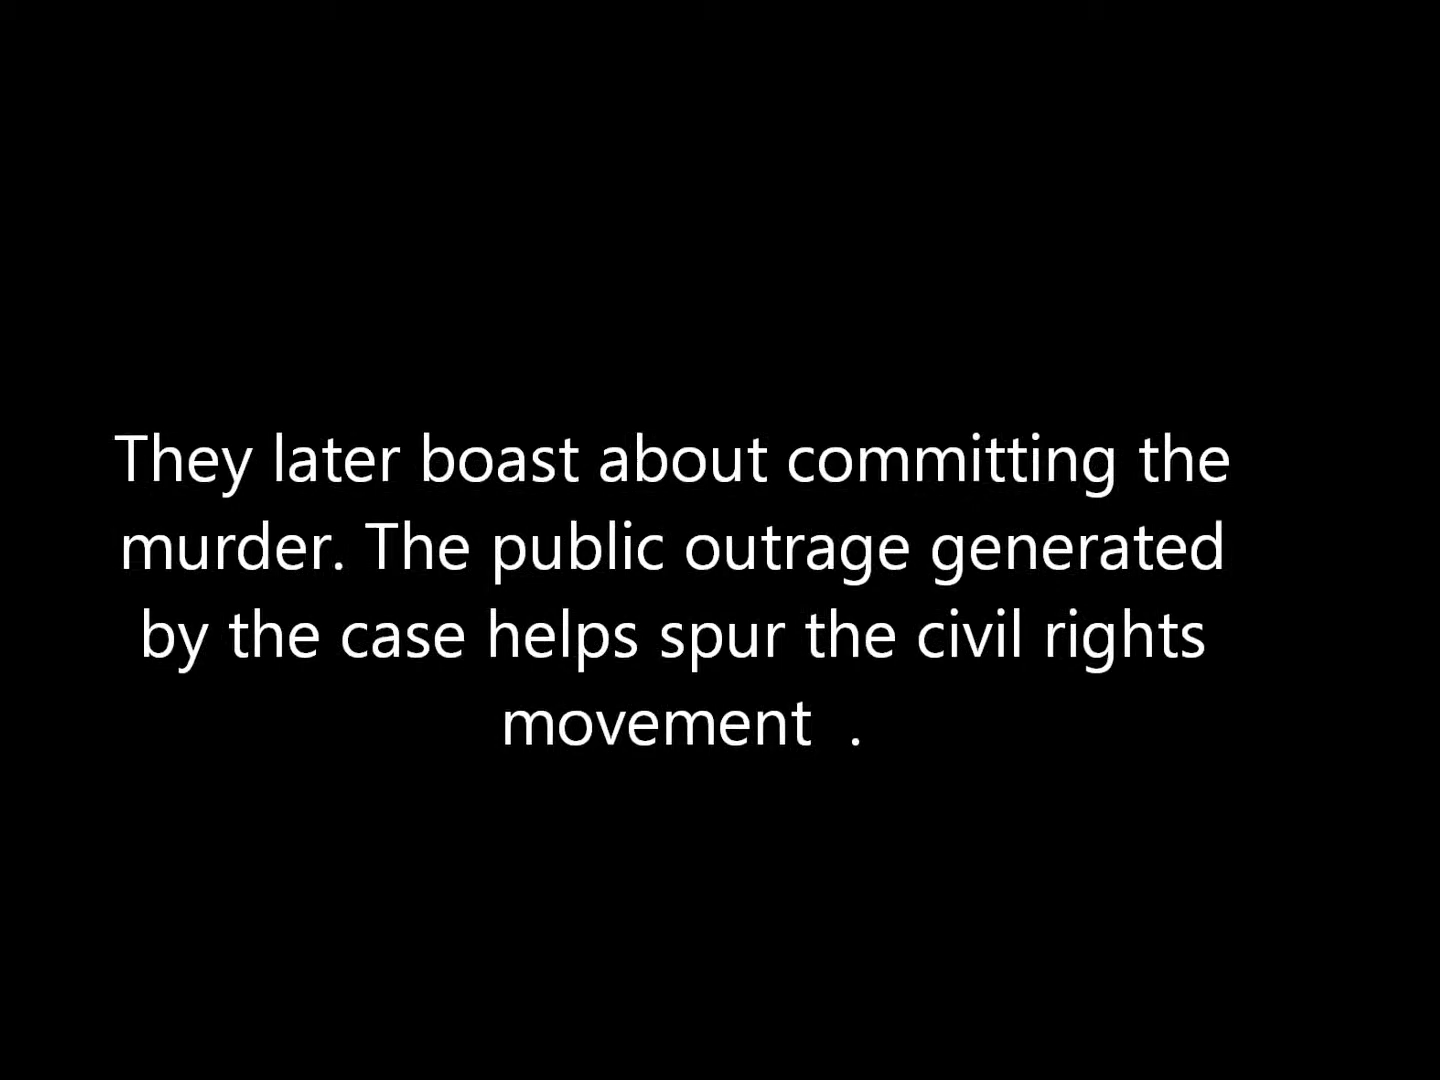 They later boast about committing the
murder. The public outrage generated
by the case helps spur the civil rights
movement  .